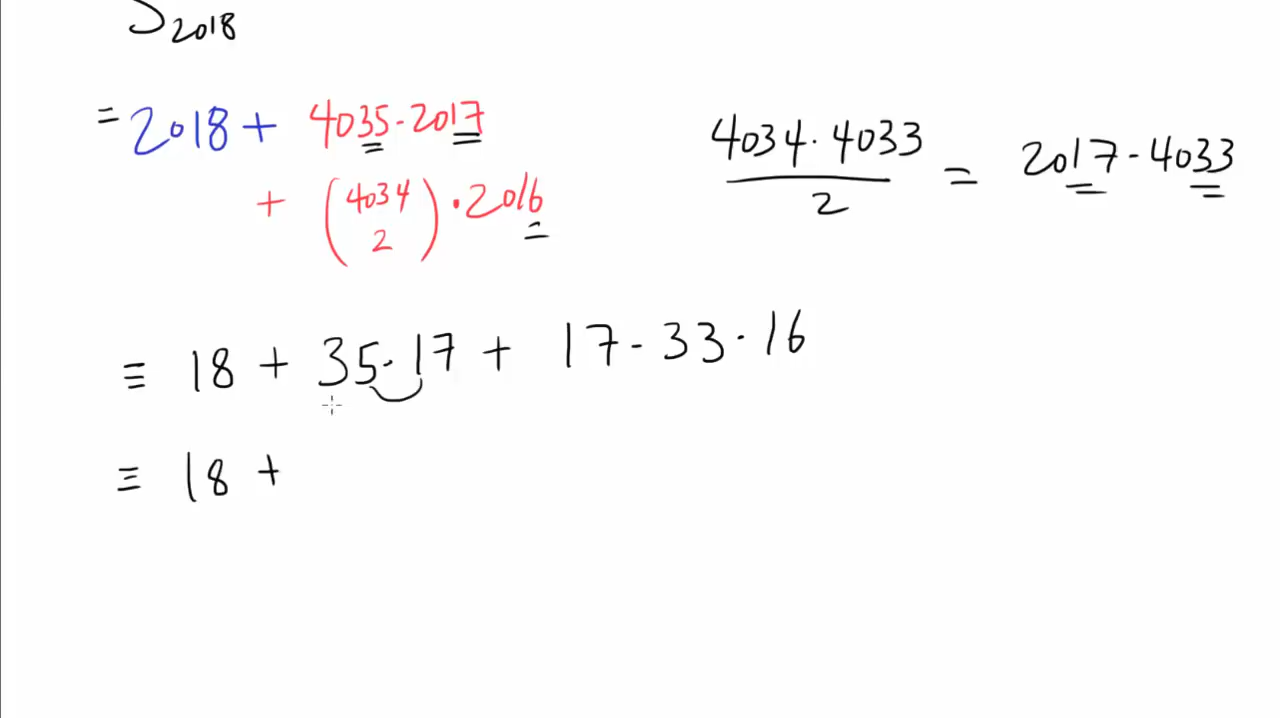 S₂₀₁₈
= 2018 + 4035·2017
+ (4034 2)·2016
4034·4033 / 2 = 2017·4033
≡ 18 + 35·17 + 17·33·16
≡ 18 +